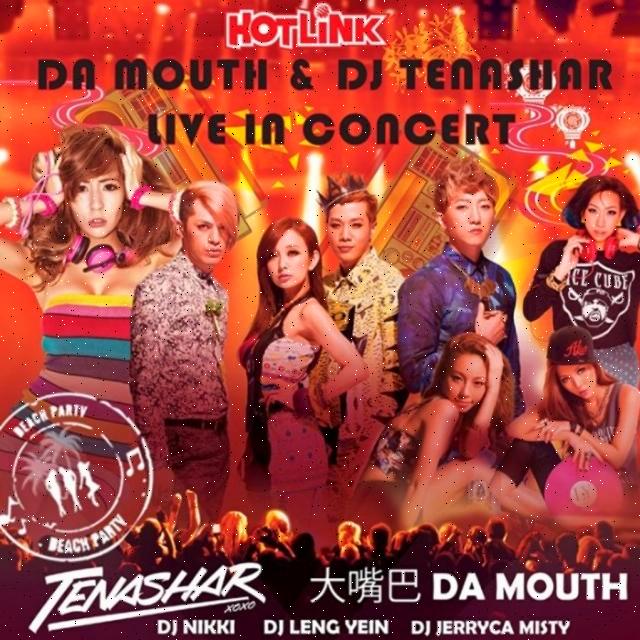 HOTLINK
DA MOUTH & DJ TENASHAR
LIVE IN CONCERT
ICE CUBE
BEACH PARTY
BEACH PARTY
TENASHAR
XOXO
大嘴巴 DA MOUTH
DJ NIKKI DJ LENG YEIN DJ JERRYCA MISTY